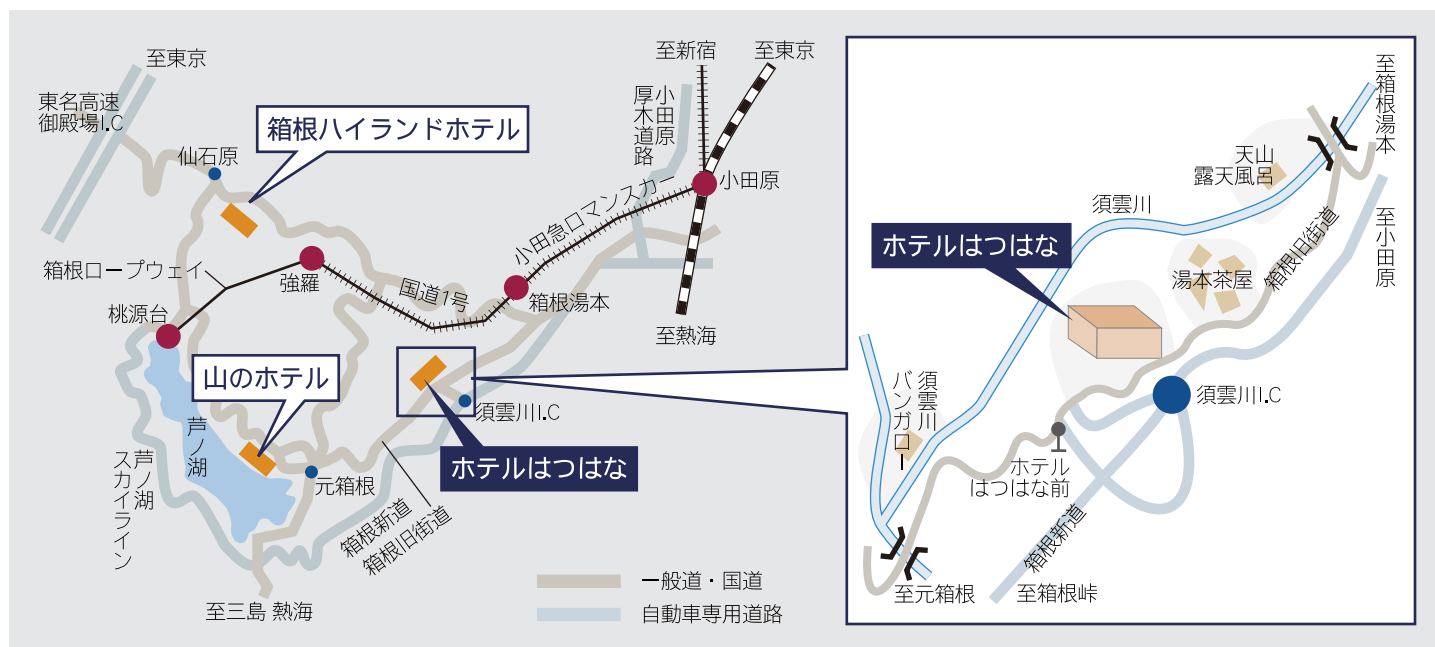 至東京
東名高速
御殿場I.C
箱根ハイランドホテル
仙石原
至新宿
至東京
小田原
厚木道路
小田原
小田急ロマンスカー
箱根ロープウェイ
強羅
国道1号
箱根湯本
桃源台
至熱海
山のホテル
須雲川I.C
ホテルはつはな
芦ノ湖
芦ノ湖
スカイライン
元箱根
箱根新道
箱根旧街道
至三島 熱海
一般道・国道
自動車専用道路
至箱根湯本
天山
露天風呂
須雲川
ホテルはつはな
湯本茶屋
箱根旧街道
至小田原
須雲川
バンガロー
須雲川I.C
ホテル
はつはな前
箱根新道
至元箱根
至箱根峠